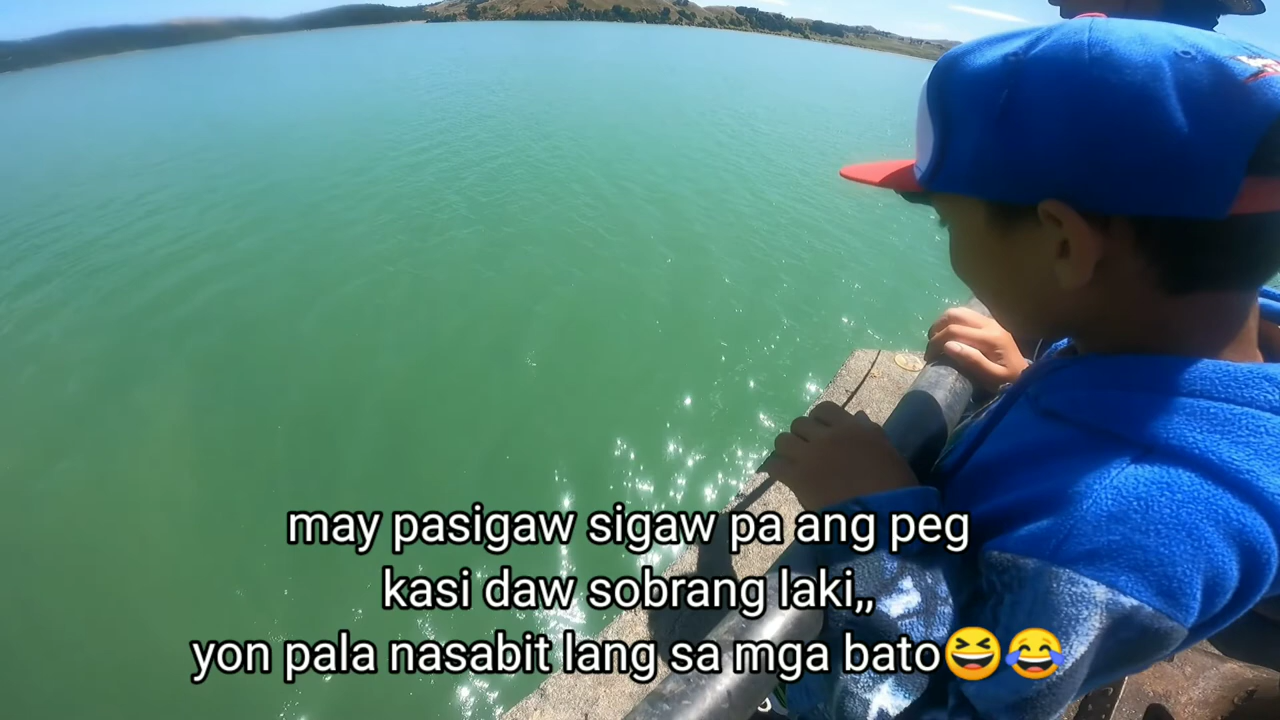 may pasigaw sigaw pa ang peg
kasi daw sobrang laki,,
yon pala nasabit lang sa mga bato😆😂